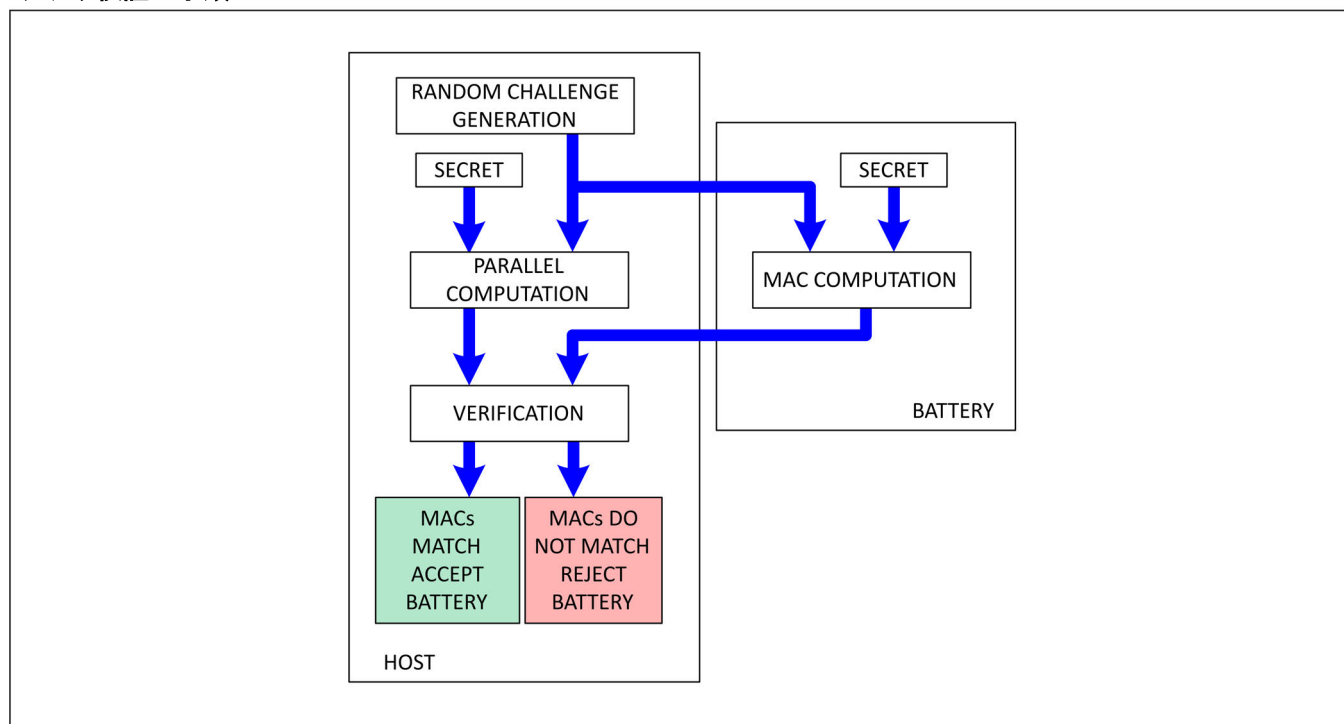 RANDOM CHALLENGE
GENERATION
SECRET
SECRET
PARALLEL
COMPUTATION
MAC COMPUTATION
VERIFICATION
BATTERY
MACs
MATCH
ACCEPT
BATTERY
MACs DO
NOT MATCH
REJECT
BATTERY
HOST